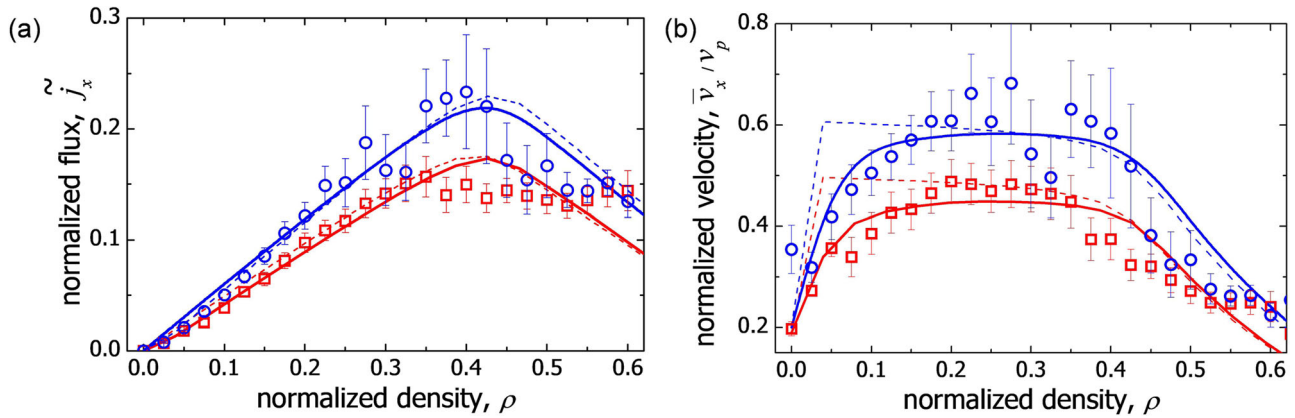 (a)
0.3
0.2
0.1
0.0
normalized flux, j̃ₓ
0.0 0.1 0.2 0.3 0.4 0.5 0.6
normalized density, ρ
(b)
0.8
0.6
0.4
0.2
normalized velocity, v̄ₓ / vₚ
0.0 0.1 0.2 0.3 0.4 0.5 0.6
normalized density, ρ